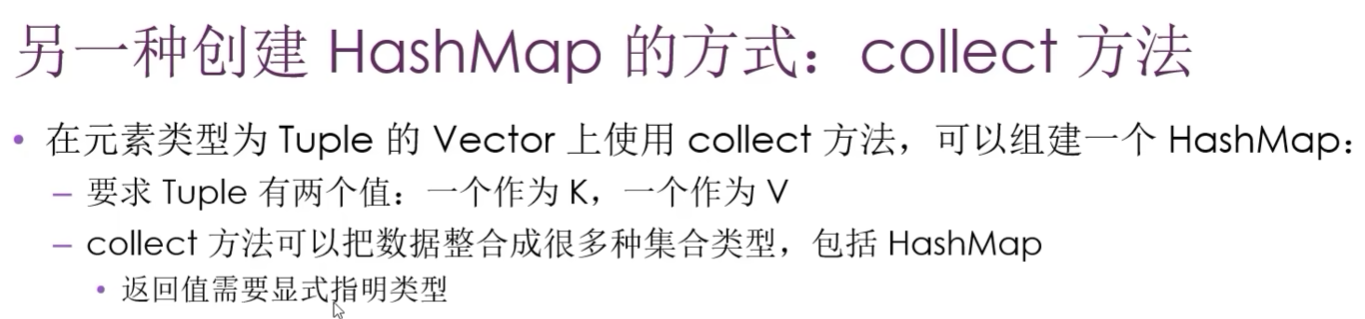 另一种创建 HashMap 的方式：collect 方法
• 在元素类型为 Tuple 的 Vector 上使用 collect 方法，可以组建一个 HashMap：
– 要求 Tuple 有两个值：一个作为 K，一个作为 V
– collect 方法可以把数据整合成很多种集合类型，包括 HashMap
• 返回值需要显式指明类型